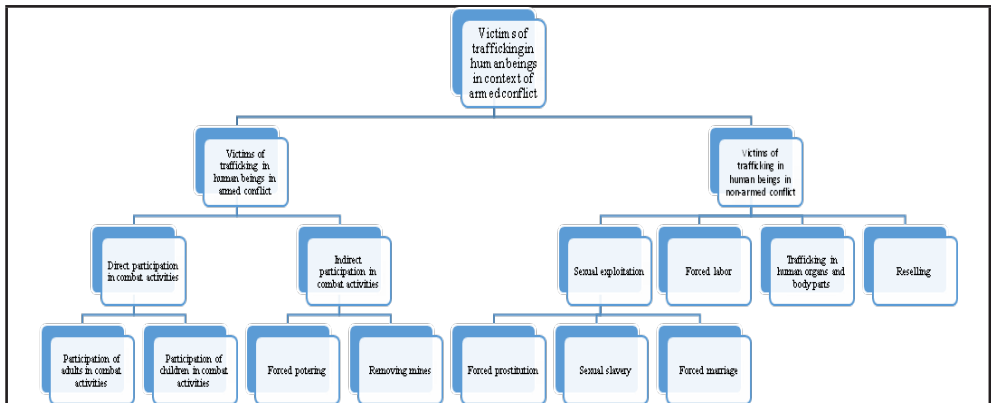 Victims of
trafficking in
human beings
in context of
armed conflict
Victims of
trafficking in
human beings in
armed conflict
Victims of
trafficking in
human beings in
non-armed conflict
Direct participation
in combat activities
Indirect
participation in
combat activities
Sexual exploitation
Forced labor
Trafficking in
human organs and
body parts
Reselling
Participation of
adults in combat
activities
Participation of
children in combat
activities
Forced potering
Removing mines
Forced prostitution
Sexual slavery
Forced marriage